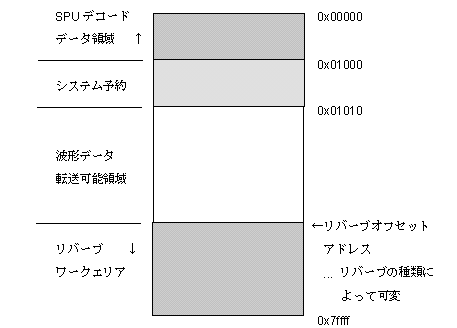 SPUデコード
データ領域 ↑
0x00000
0x01000
システム予約
0x01010
波形データ
転送可能領域
←リバーブオフセット
アドレス
... リバーブの種類に
よって可変
リバーブ ↓
ワークエリア
0x7ffff